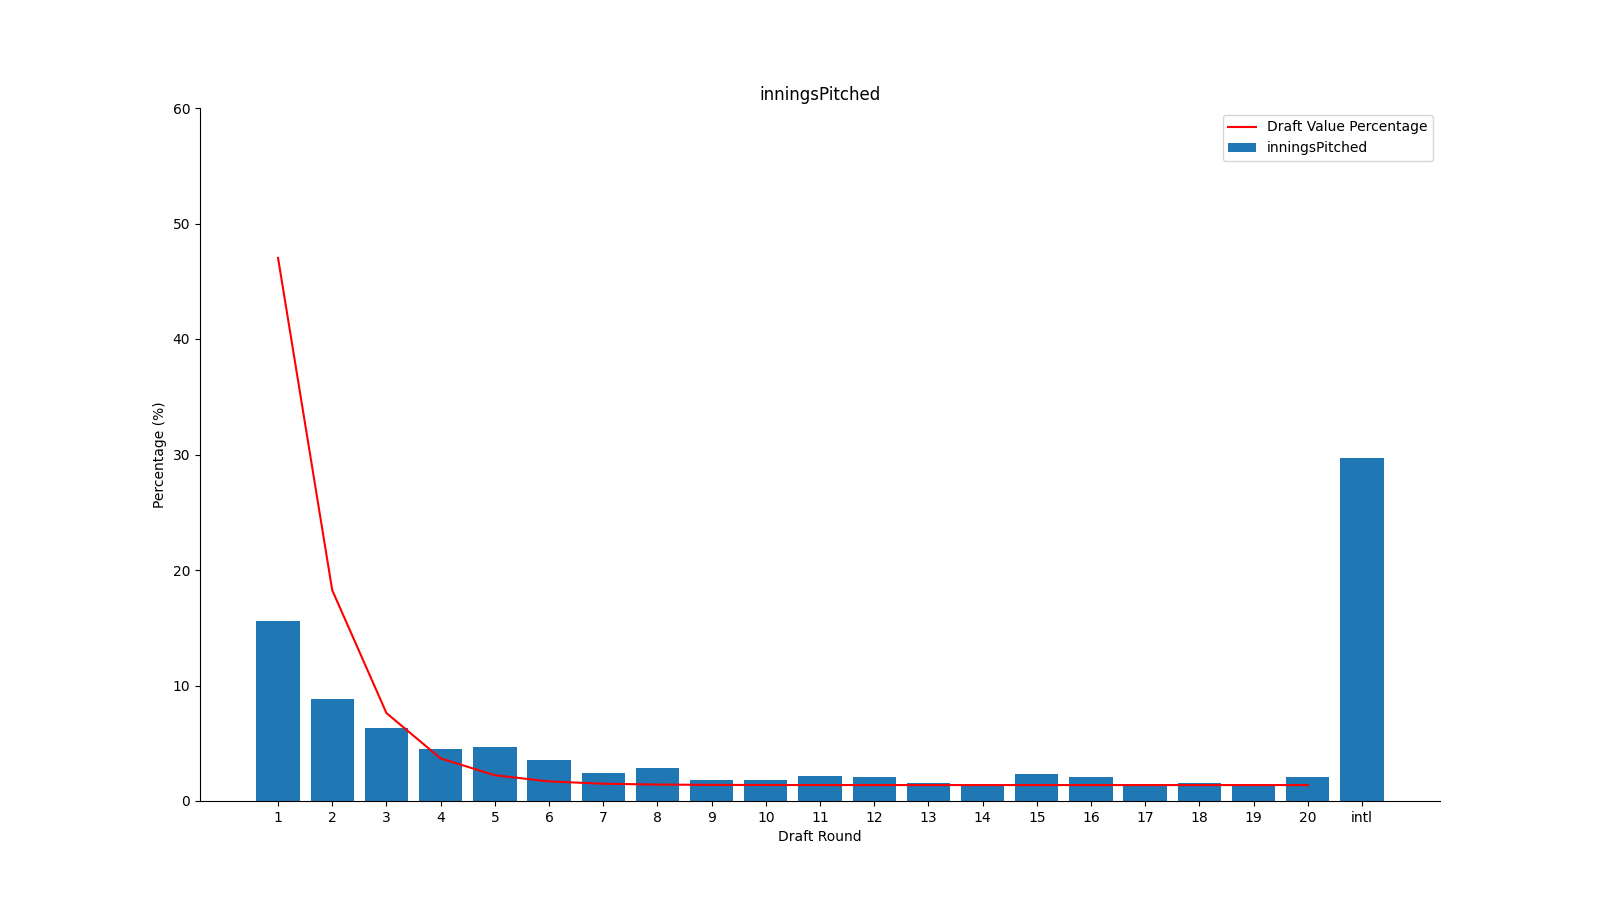 inningsPitched
Draft Value Percentage
inningsPitched
60
50
40
30
20
10
0
Percentage (%)
1 2 3 4 5 6 7 8 9 10 11 12 13 14 15 16 17 18 19 20 intl
Draft Round